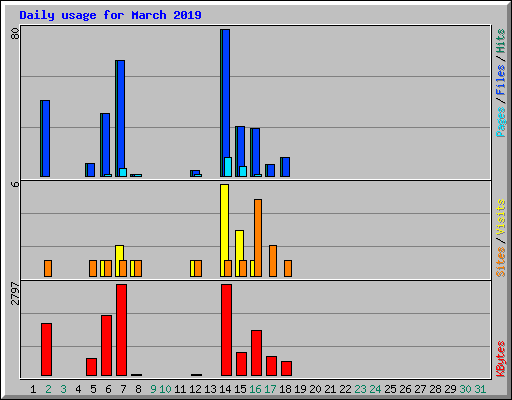 Daily usage for March 2019
80
6
2797
Pages/Files/Hits
Sites/Visits
KBytes
1 2 3 4 5 6 7 8 9 10 11 12 13 14 15 16 17 18 19 20 21 22 23 24 25 26 27 28 29 30 31